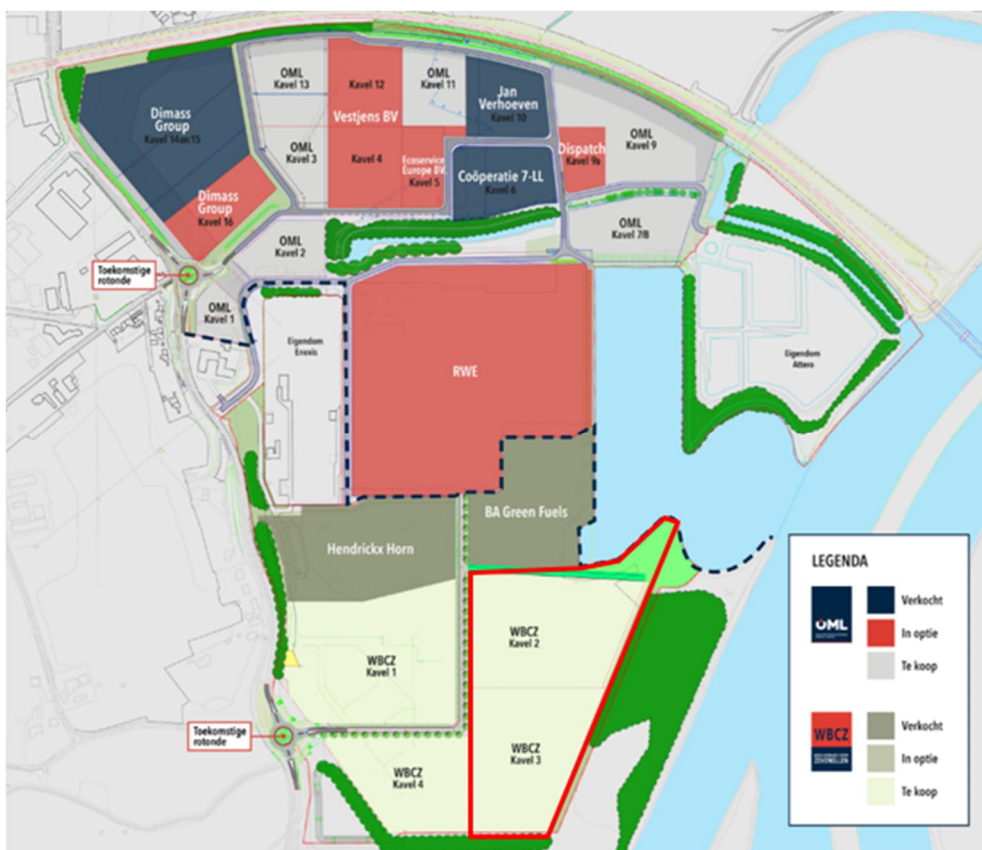 OML
Kavel 13
Kavel 12
OML
Kavel 11
Jan
Verhoeven
Kavel 10
Dimass
Group
Kavel 14en15
Vestjens BV
OML
Kavel 9
OML
Kavel 3
Kavel 4
Ecoservice
Europe BV.
Kavel 5
Coöperatie 7-LL
Kavel 6
Dispatch
Kavel 9a
Dimass
Group
Kavel 16
OML
Kavel 2
OML
Kavel 7/8
Toekomstige
rotonde
OML
Kavel 1
Eigendom
Enexis
Eigendom
Attero
RWE
BA Green Fuels
Hendrickx Horn
WBCZ
Kavel 2
WBCZ
Kavel 1
Toekomstige
rotonde
WBCZ
Kavel 3
WBCZ
Kavel 4
LEGENDA
OML
Verkocht
In optie
Te koop
WBCZ
ZEVENELLEN
Verkocht
In optie
Te koop